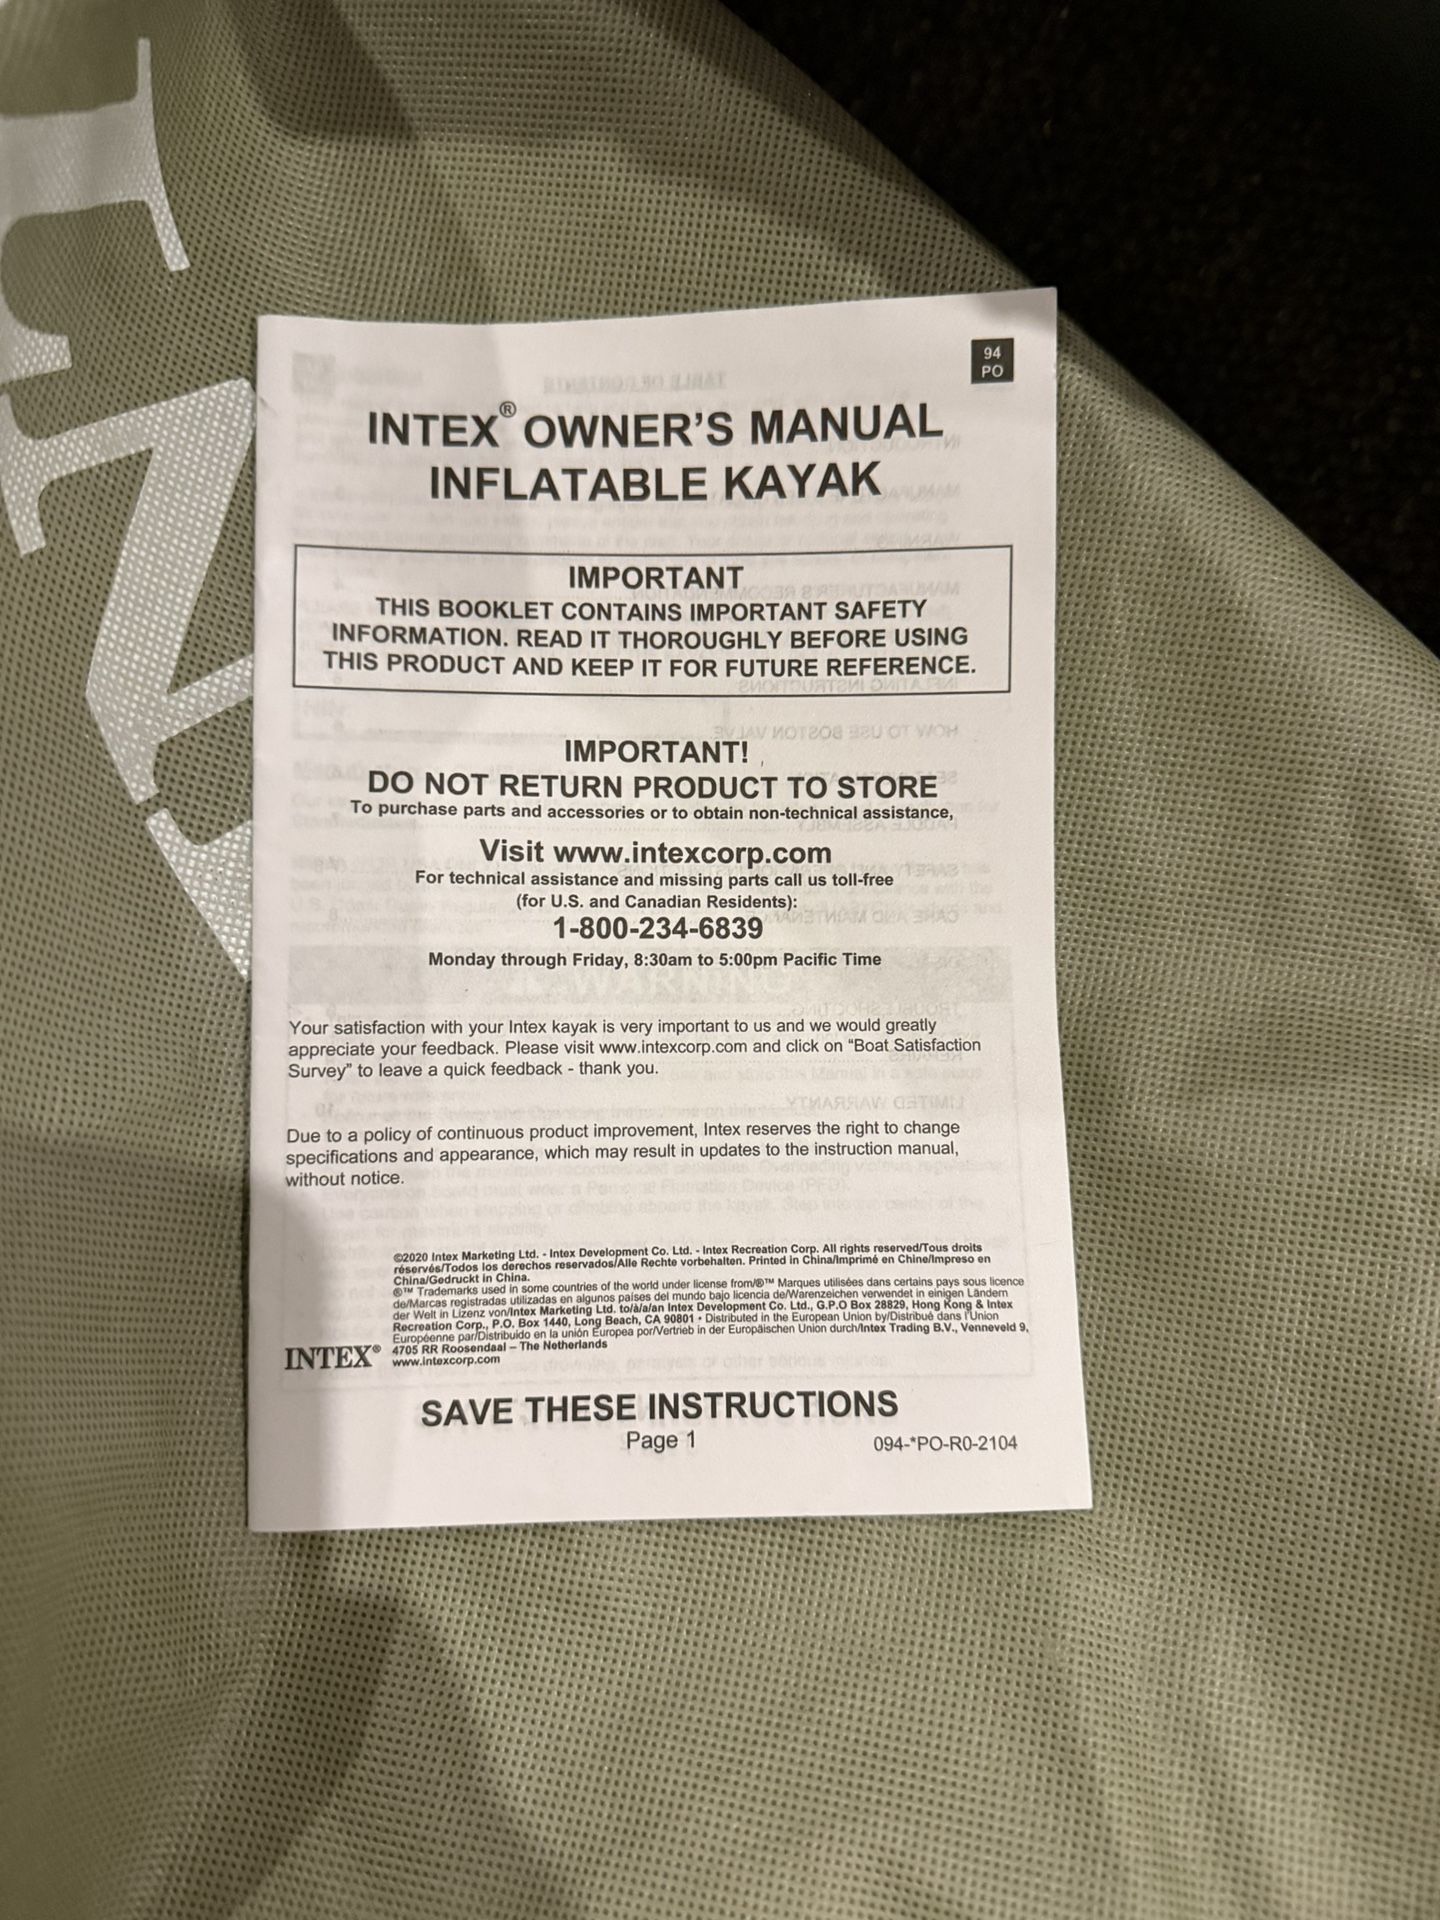 94
PO
INTEX® OWNER'S MANUAL
INFLATABLE KAYAK
IMPORTANT
THIS BOOKLET CONTAINS IMPORTANT SAFETY
INFORMATION. READ IT THOROUGHLY BEFORE USING
THIS PRODUCT AND KEEP IT FOR FUTURE REFERENCE.
IMPORTANT!
DO NOT RETURN PRODUCT TO STORE
To purchase parts and accessories or to obtain non-technical assistance,
Visit www.intexcorp.com
For technical assistance and missing parts call us toll-free
(for U.S. and Canadian Residents):
1-800-234-6839
Monday through Friday, 8:30am to 5:00pm Pacific Time
Your satisfaction with your Intex kayak is very important to us and we would greatly
appreciate your feedback. Please visit www.intexcorp.com and click on “Boat Satisfaction
Survey” to leave a quick feedback - thank you.
Due to a policy of continuous product improvement, Intex reserves the right to change
specifications and appearance, which may result in updates to the instruction manual,
without notice.
©2020 Intex Marketing Ltd. - Intex Development Co. Ltd. - Intex Recreation Corp. All rights reserved/Tous droits
réservés/Todos los derechos reservados/Alle Rechte vorbehalten. Printed in China/Imprimé en Chine/Impreso en
China/Gedruckt in China.
®™ Trademarks used in some countries of the world under license from/®™ Marques utilisées dans certains pays sous licence
de/Marcas registradas utilizadas en algunos países del mundo bajo licencia de/Warenzeichen verwendet in einigen Ländern
der Welt in Lizenz von/Intex Marketing Ltd. to/à/a/an Intex Development Co. Ltd., G.P.O Box 28829, Hong Kong & Intex
Recreation Corp., P.O. Box 1440, Long Beach, CA 90801 • Distributed in the European Union by/Distribué dans l'Union
Européenne par/Distribuido en la unión Europea por/Vertrieb in der Europäischen Union durch/Intex Trading B.V., Venneveld 9,
4705 RR Roosendaal – The Netherlands
www.intexcorp.com
INTEX®
SAVE THESE INSTRUCTIONS
Page 1
094-*PO-R0-2104